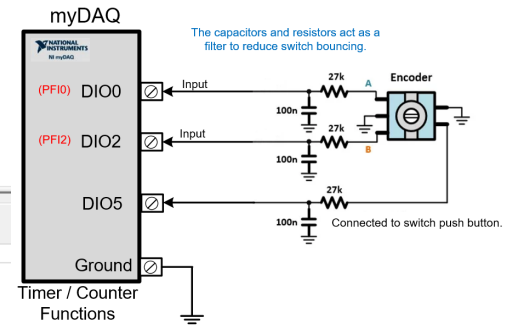 myDAQ
The capacitors and resistors act as a
filter to reduce switch bouncing.
NATIONAL
INSTRUMENTS
NI myDAQ
(PFI0) DIO0
Input
27k
A
Encoder
100n
(PFI2) DIO2
Input
27k
B
100n
DIO5
27k
100n
Connected to switch push button.
Ground
Timer / Counter
Functions